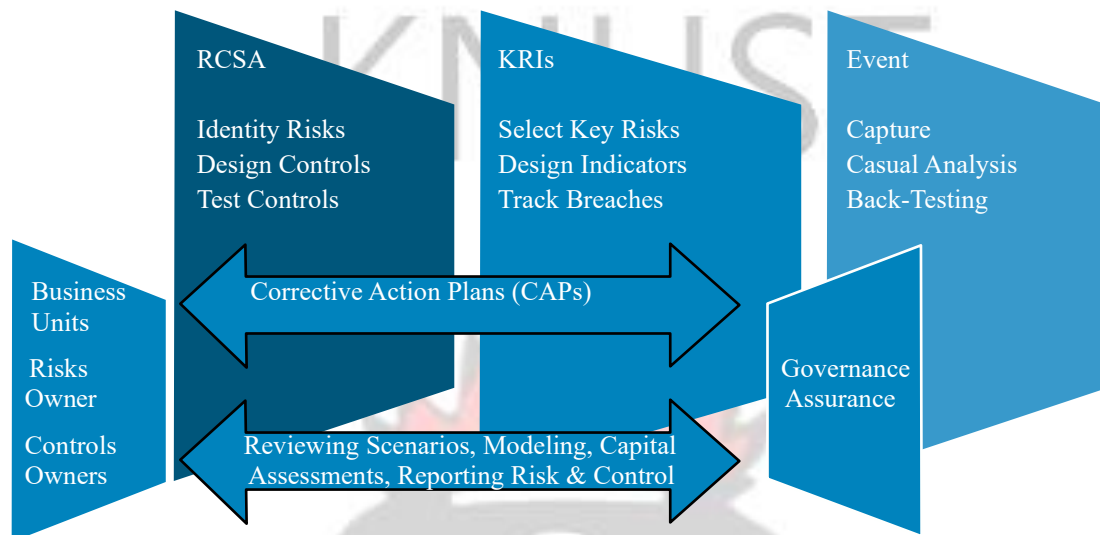 KNUST
RCSA
Identity Risks
Design Controls
Test Controls
KRIs
Select Key Risks
Design Indicators
Track Breaches
Event
Capture
Casual Analysis
Back-Testing
Business
Units
Risks
Owner
Controls
Owners
Corrective Action Plans (CAPs)
Reviewing Scenarios, Modeling, Capital
Assessments, Reporting Risk & Control
Governance
Assurance